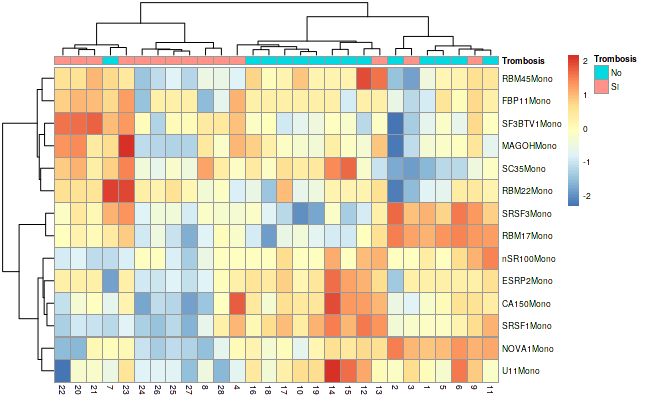 Trombosis
RBM45Mono
FBP11Mono
SF3BTV1Mono
MAGOHMono
SC35Mono
RBM22Mono
SRSF3Mono
RBM17Mono
nSR100Mono
ESRP2Mono
CA150Mono
SRSF1Mono
NOVA1Mono
U11Mono
22 20 21 7 23 24 26 25 27 8 28 4 16 18 17 10 19 14 15 12 13 2 3 1 5 6 9 11
2
1
0
-1
-2
Trombosis
No
SI